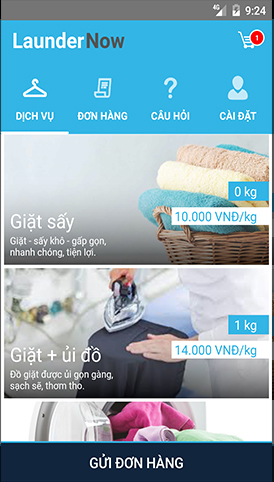 4G 9:24
LaunderNow 1
DỊCH VỤ ĐƠN HÀNG CÂU HỎI CÀI ĐẶT
0 kg
Giặt sấy 10.000 VNĐ/kg
Giặt - sấy khô - gấp gọn,
nhanh chóng, tiện lợi.
1 kg
Giặt + ủi đồ 14.000 VNĐ/kg
Đồ giặt được ủi gọn gàng,
sạch sẽ, thơm tho.
GỬI ĐƠN HÀNG